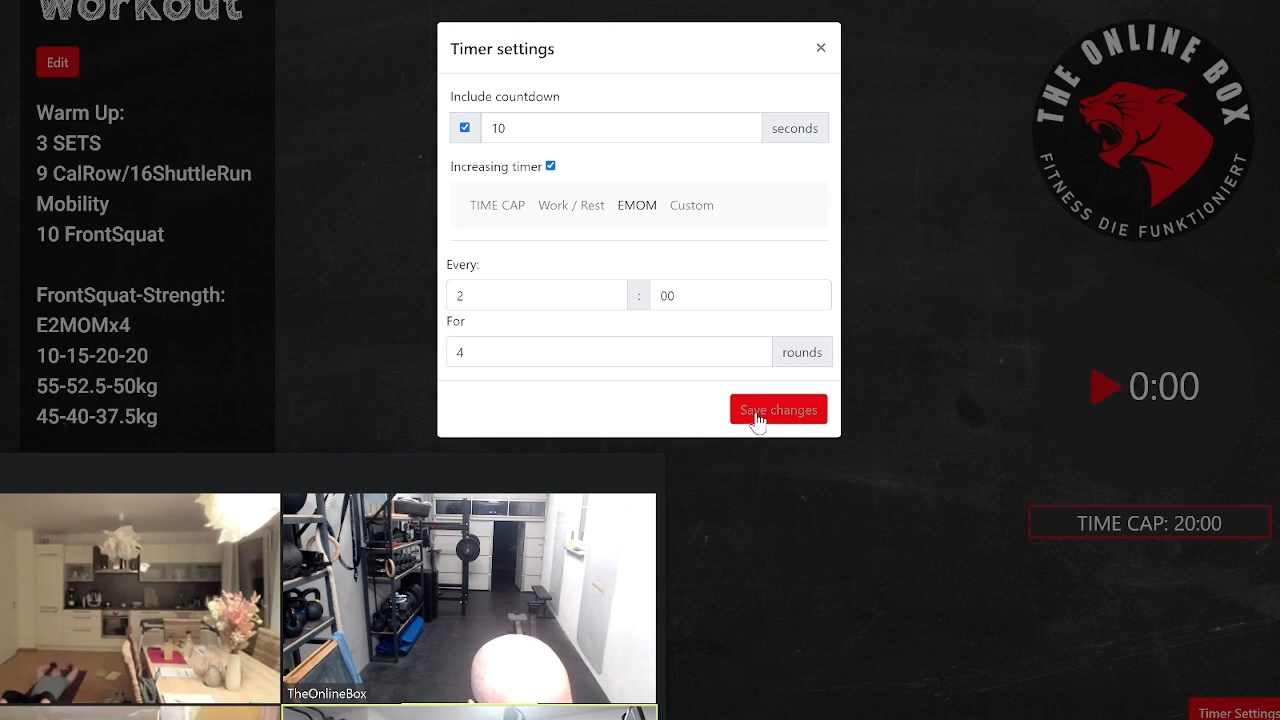 Workout
Edit
Warm Up:
3 SETS
9 CalRow/16ShuttleRun
Mobility
10 FrontSquat
FrontSquat-Strength:
E2MOMx4
10-15-20-20
55-52.5-50kg
45-40-37.5kg
Timer settings
×
Include countdown
10
seconds
Increasing timer
TIME CAP Work / Rest EMOM Custom
Every:
2 : 00
For
4
rounds
Save changes
THE ONLINE BOX
FITNESS DIE FUNKTIONIERT
0:00
TIME CAP: 20:00
Timer Settings
TheOnlineBox